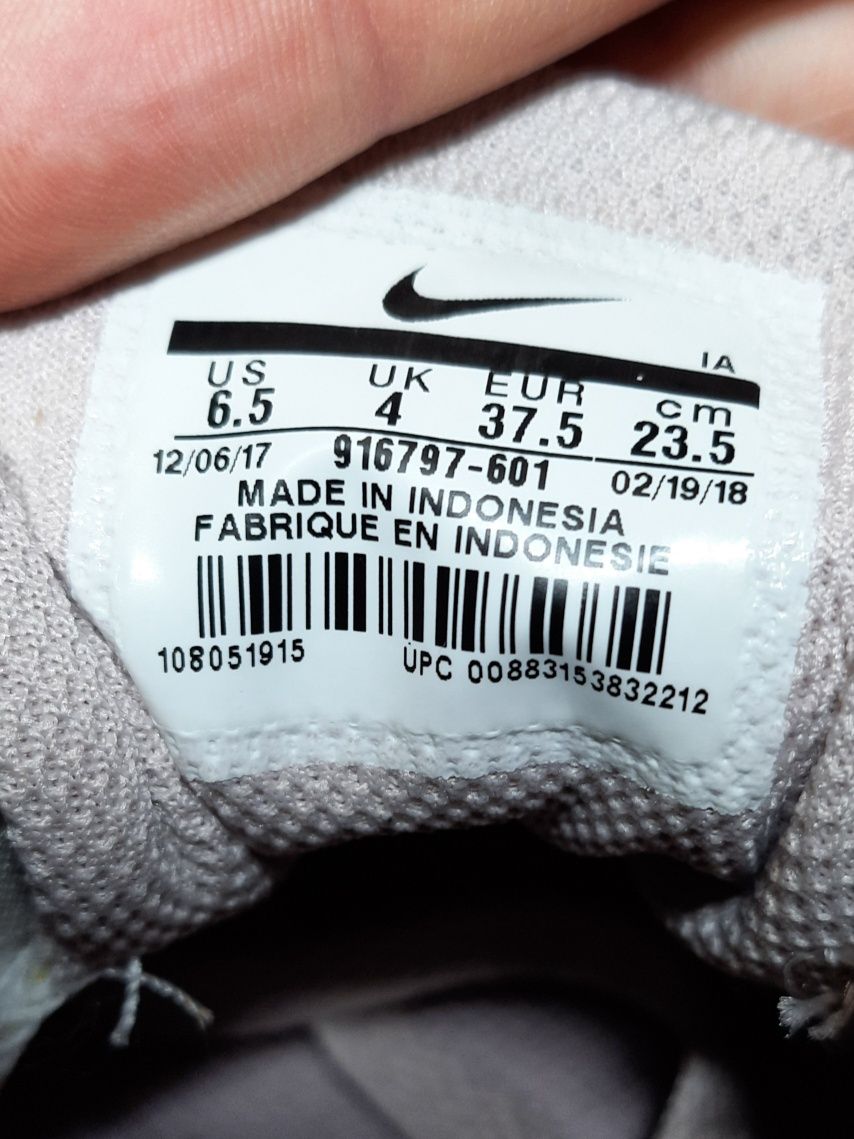 IA
US UK EUR cm
6.5 4 37.5 23.5
12/06/17 916797-601 02/19/18
MADE IN INDONESIA
FABRIQUE EN INDONESIE
108051915 UPC 00883153832212